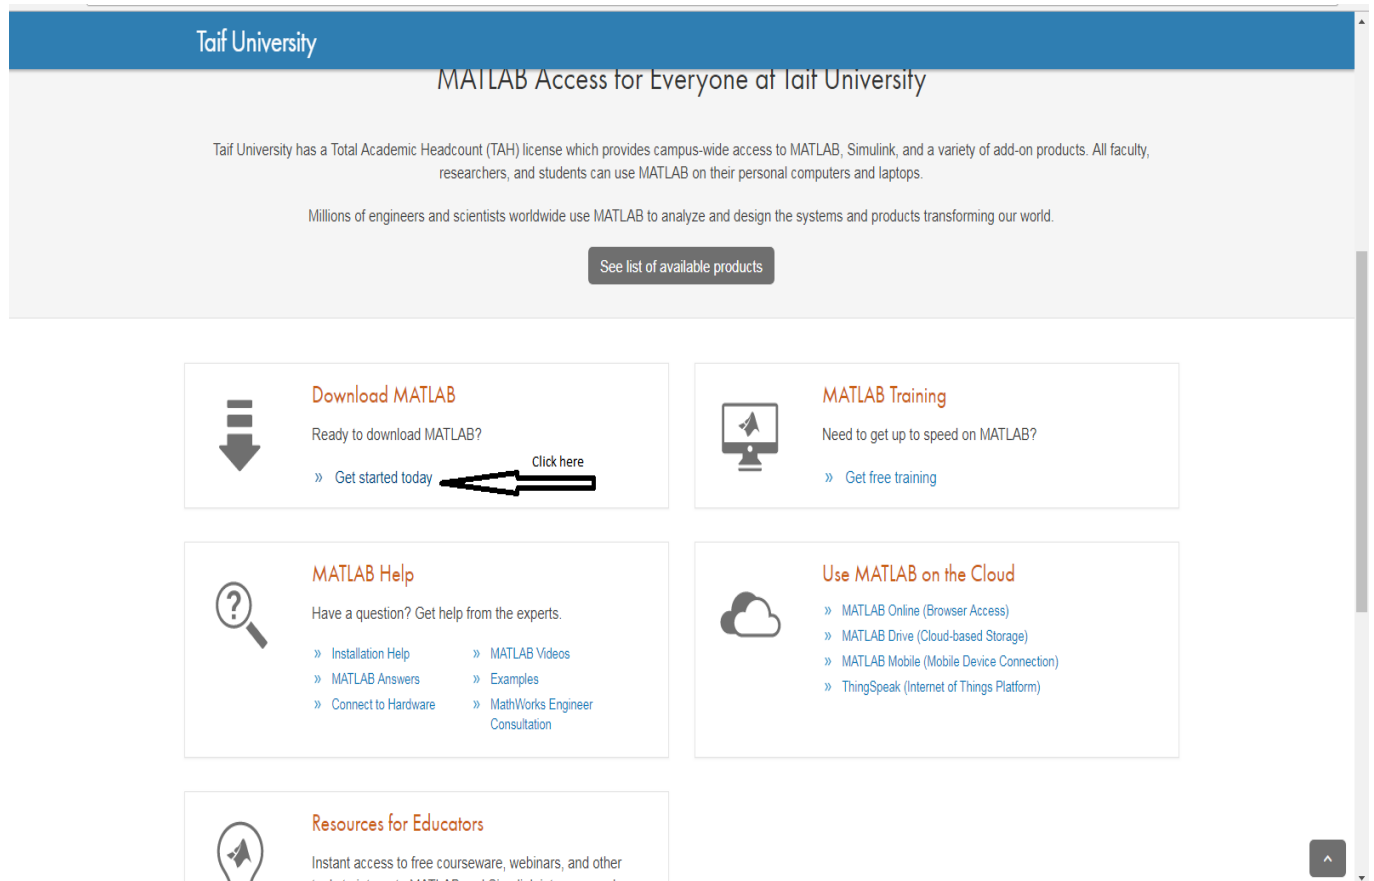 Taif University
MATLAB Access for Everyone at Taif University
Taif University has a Total Academic Headcount (TAH) license which provides campus-wide access to MATLAB, Simulink, and a variety of add-on products. All faculty,
researchers, and students can use MATLAB on their personal computers and laptops.
Millions of engineers and scientists worldwide use MATLAB to analyze and design the systems and products transforming our world.
See list of available products
Download MATLAB
Ready to download MATLAB?
» Get started today
Click here
MATLAB Training
Need to get up to speed on MATLAB?
» Get free training
MATLAB Help
Have a question? Get help from the experts.
» Installation Help
» MATLAB Answers
» Connect to Hardware
» MATLAB Videos
» Examples
» MathWorks Engineer
Consultation
Use MATLAB on the Cloud
» MATLAB Online (Browser Access)
» MATLAB Drive (Cloud-based Storage)
» MATLAB Mobile (Mobile Device Connection)
» ThingSpeak (Internet of Things Platform)
Resources for Educators
Instant access to free courseware, webinars, and other